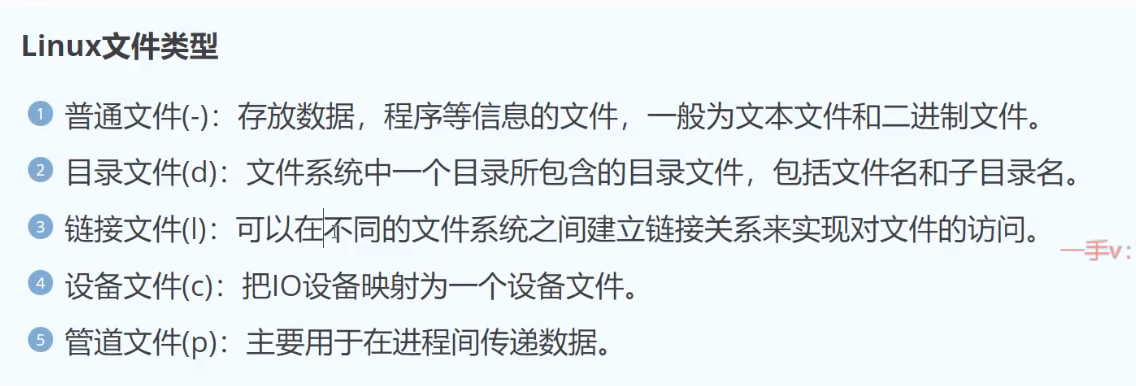 Linux文件类型
1 普通文件(-)：存放数据，程序等信息的文件，一般为文本文件和二进制文件。
2 目录文件(d)：文件系统中一个目录所包含的目录文件，包括文件名和子目录名。
3 链接文件(l)：可以在不同的文件系统之间建立链接关系来实现对文件的访问。
一手v：
4 设备文件(c)：把IO设备映射为一个设备文件。
5 管道文件(p)：主要用于在进程间传递数据。